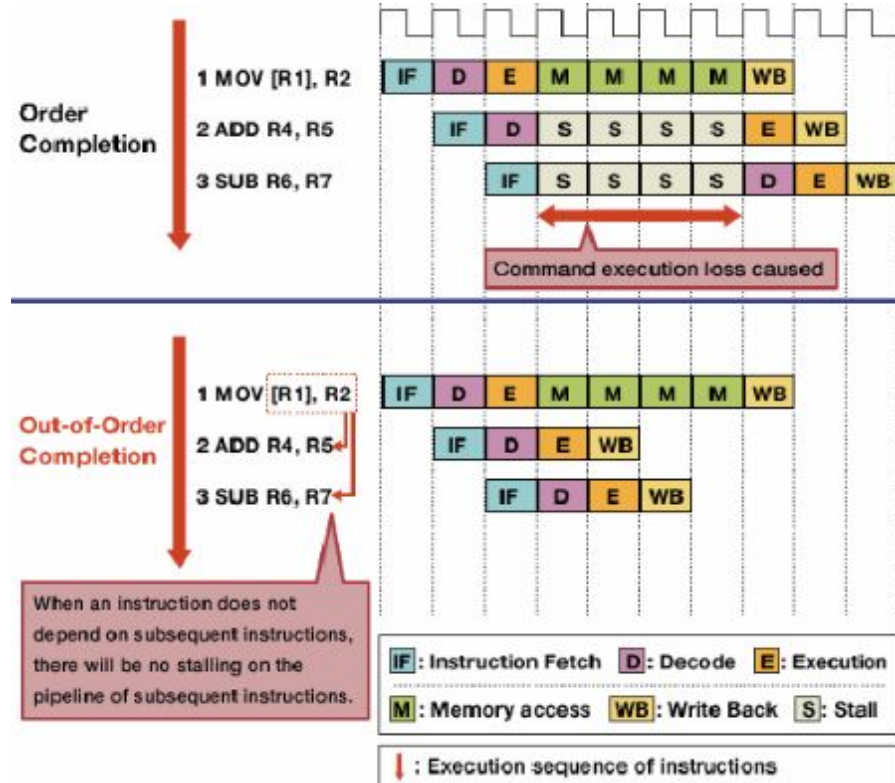 Order
Completion
1 MOV [R1], R2
IF D E M M M M WB
2 ADD R4, R5
IF D S S S S E WB
3 SUB R6, R7
IF S S S S D E WB
Command execution loss caused
Out-of-Order
Completion
1 MOV [R1], R2
IF D E M M M M WB
2 ADD R4, R5
IF D E WB
3 SUB R6, R7
IF D E WB
When an instruction does not
depend on subsequent instructions,
there will be no stalling on the
pipeline of subsequent instructions.
IF : Instruction Fetch D : Decode E : Execution
M : Memory access WB : Write Back S : Stall
: Execution sequence of instructions